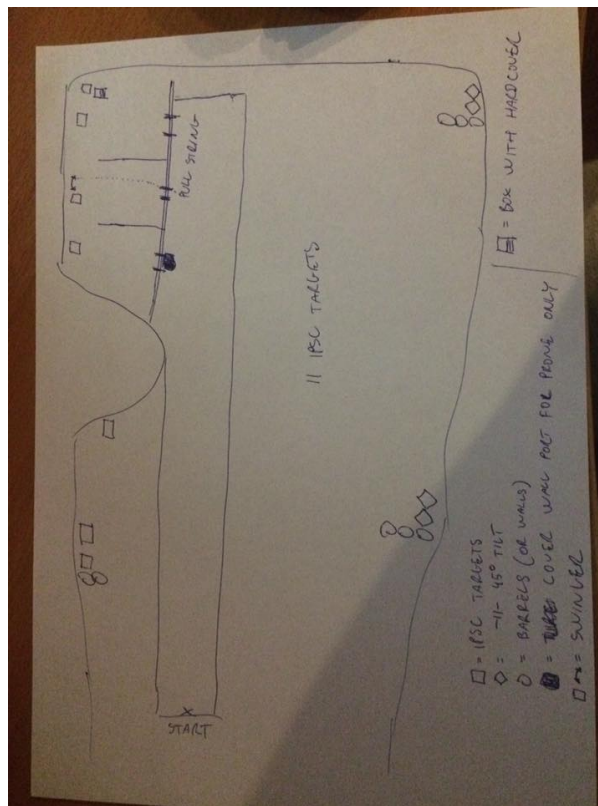 PULL STRING
11 IPSC TARGETS
X
START
□ = IPSC TARGETS
◇ = -11- 45° TILT
O = BARRELS (OR WALLS)
■ = COVER WALL PORT FOR PRONE ONLY
□ = SWINGER
= BOX WITH HARDCOVER